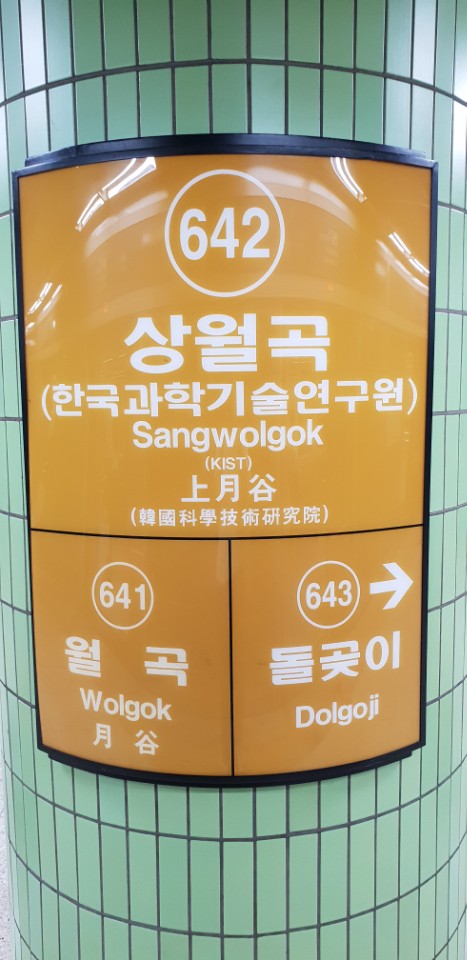 642
상월곡
(한국과학기술연구원)
Sangwolgok
(KIST)
上月谷
(韓國科學技術硏究院)
641
월 곡
Wolgok
月 谷
643 →
돌곶이
Dolgoji